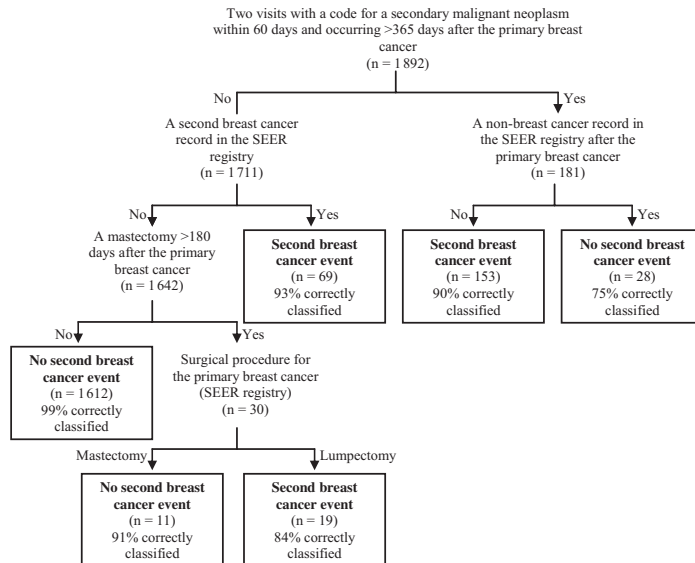 Two visits with a code for a secondary malignant neoplasm
within 60 days and occurring >365 days after the primary breast
cancer
(n = 1 892)
No
Yes
A second breast cancer
record in the SEER
registry
(n = 1 711)
A non-breast cancer record in
the SEER registry after the
primary breast cancer
(n = 181)
No
Yes
No
Yes
A mastectomy >180
days after the primary
breast cancer
(n = 1 642)
Second breast
cancer event
(n = 69)
93% correctly
classified
Second breast
cancer event
(n = 153)
90% correctly
classified
No second breast
cancer event
(n = 28)
75% correctly
classified
No
Yes
No second breast
cancer event
(n = 1 612)
99% correctly
classified
Surgical procedure for
the primary breast cancer
(SEER registry)
(n = 30)
Mastectomy
Lumpectomy
No second breast
cancer event
(n = 11)
91% correctly
classified
Second breast
cancer event
(n = 19)
84% correctly
classified